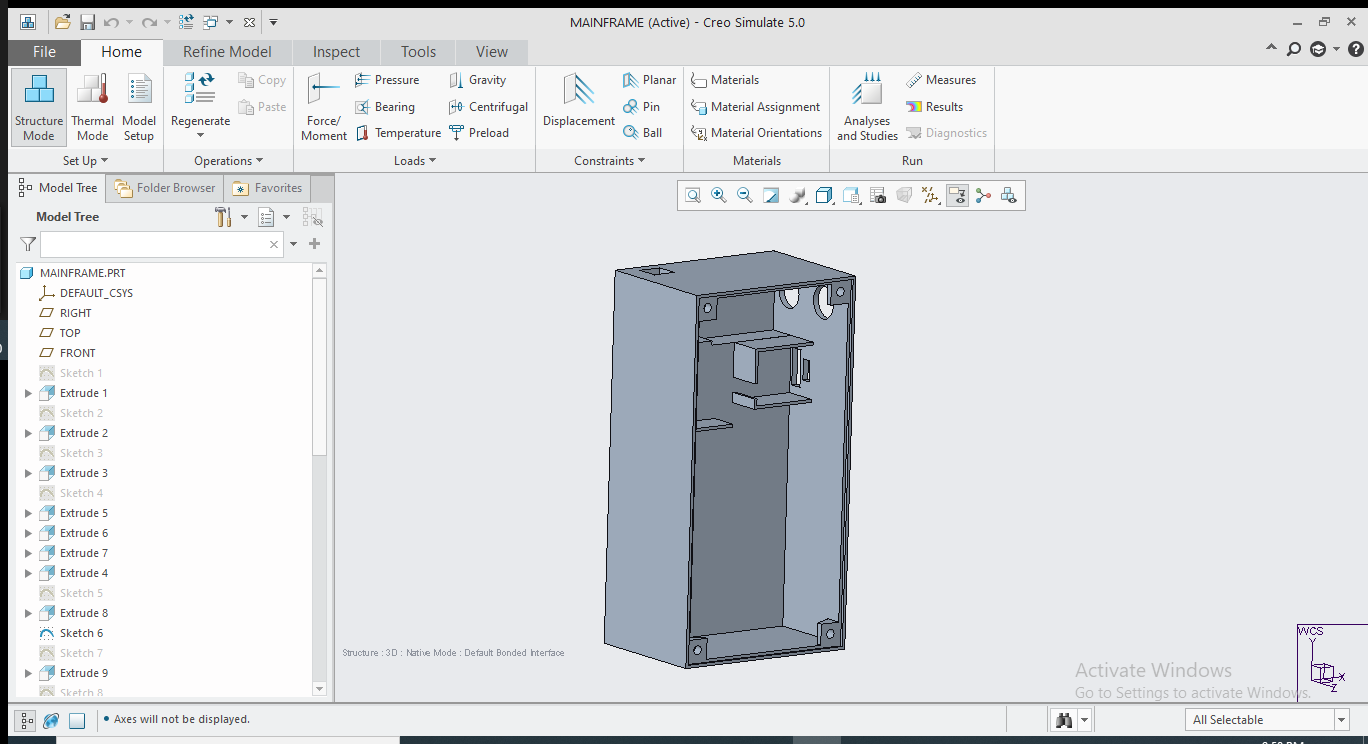 MAINFRAME (Active) - Creo Simulate 5.0
File Home Refine Model Inspect Tools View
Structure Mode
Thermal Mode
Model Setup
Set Up
Regenerate
Copy
Paste
Operations
Force/ Moment
Pressure
Bearing
Temperature
Gravity
Centrifugal
Preload
Loads
Displacement
Planar
Pin
Ball
Constraints
Materials
Material Assignment
Material Orientations
Materials
Analyses and Studies
Measures
Results
Diagnostics
Run
Model Tree Folder Browser Favorites
Model Tree
MAINFRAME.PRT
DEFAULT_CSYS
RIGHT
TOP
FRONT
Sketch 1
Extrude 1
Sketch 2
Extrude 2
Sketch 3
Extrude 3
Sketch 4
Extrude 5
Extrude 6
Extrude 7
Extrude 4
Sketch 5
Extrude 8
Sketch 6
Sketch 7
Extrude 9
Sketch 8
Structure : 3D : Native Mode : Default Bonded Interface
WCS
Y
X
Z
Activate Windows
Go to Settings to activate Windows.
• Axes will not be displayed.
All Selectable